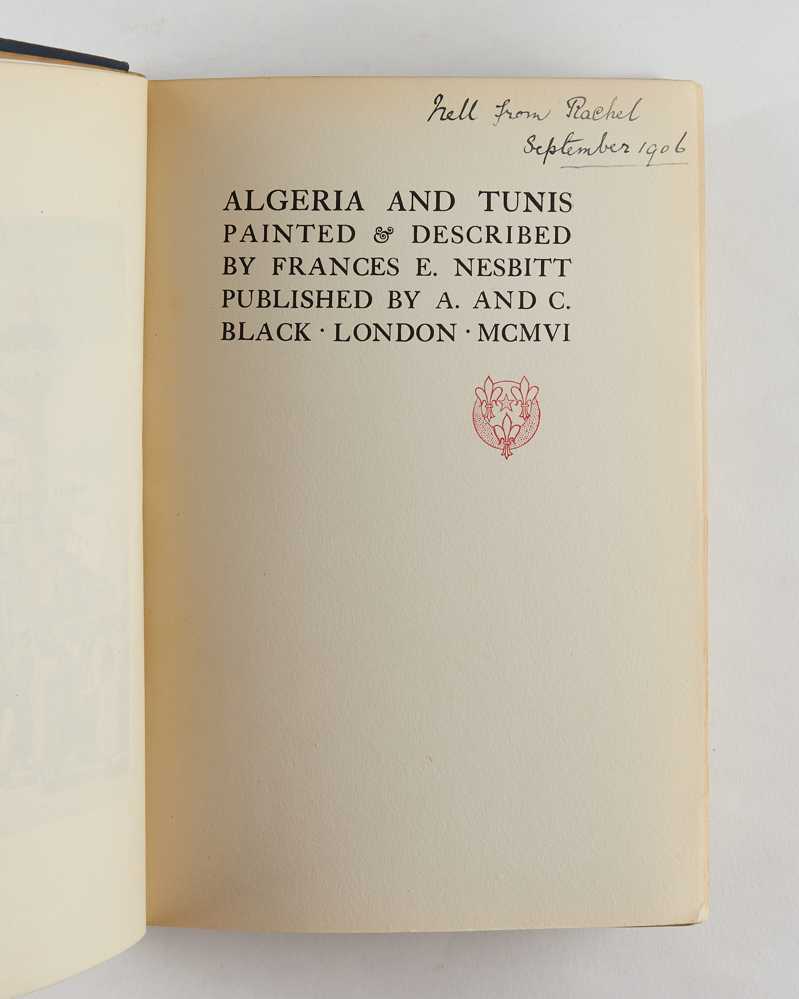 Nell from Rachel
September 1906
ALGERIA AND TUNIS
PAINTED & DESCRIBED
BY FRANCES E. NESBITT
PUBLISHED BY A. AND C.
BLACK · LONDON · MCMVI